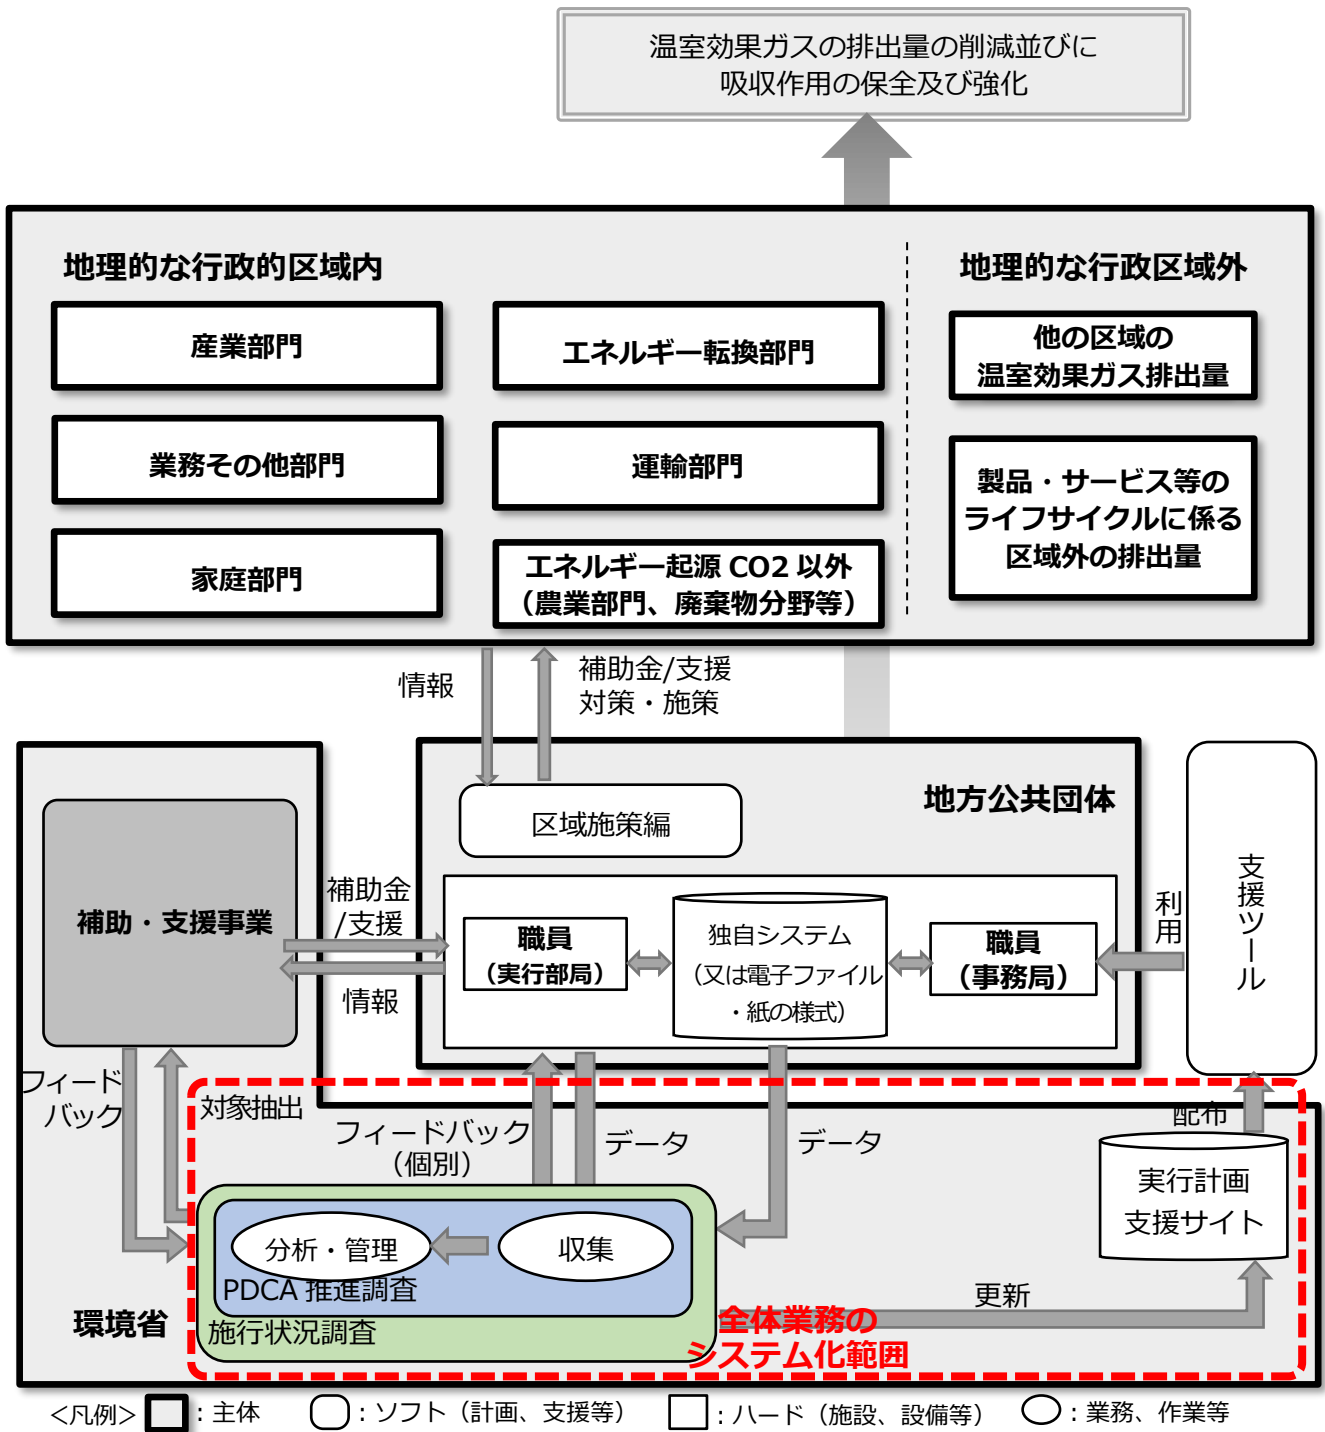 温室効果ガスの排出量の削減並びに
吸収作用の保全及び強化
地理的な行政的区域内
地理的な行政区域外
産業部門
エネルギー転換部門
他の区域の
温室効果ガス排出量
業務その他部門
運輸部門
製品・サービス等の
ライフサイクルに係る
区域外の排出量
家庭部門
エネルギー起源 CO2 以外
（農業部門、廃棄物分野等）
情報
補助金/支援
対策・施策
地方公共団体
区域施策編
支援ツール
補助・支援事業
補助金
/支援
情報
職員
（実行部局）
独自システム
（又は電子ファイル
・紙の様式）
職員
（事務局）
利用
フィード
バック
対象抽出
フィードバック
（個別）
データ
データ
配布
実行計画
支援サイト
分析・管理
収集
PDCA 推進調査
施行状況調査
環境省
更新
全体業務の
システム化範囲
<凡例>
：主体
：ソフト（計画、支援等）
：ハード（施設、設備等）
：業務、作業等